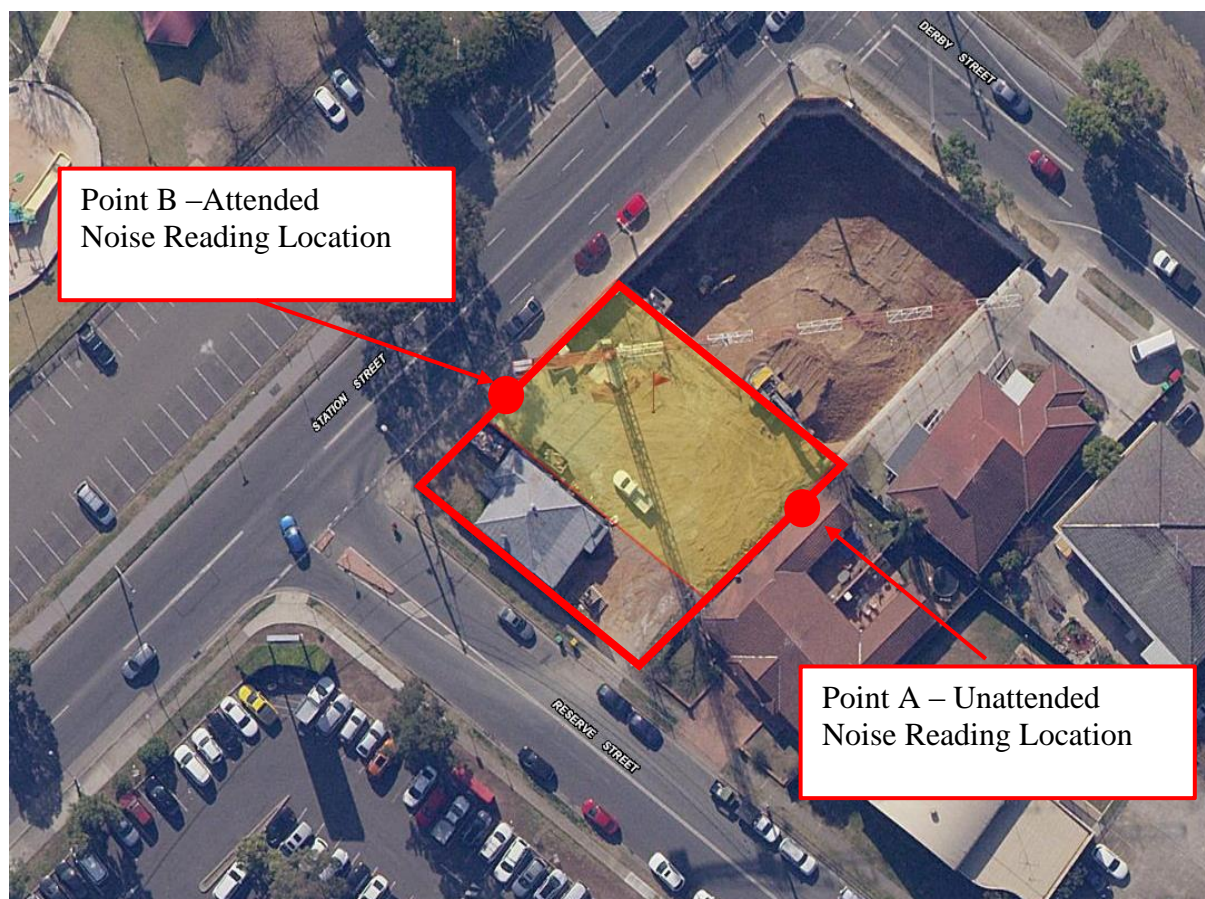 DERBY STREET
Point B –Attended
Noise Reading Location
STATION STREET
Point A – Unattended
Noise Reading Location
RESERVE STREET